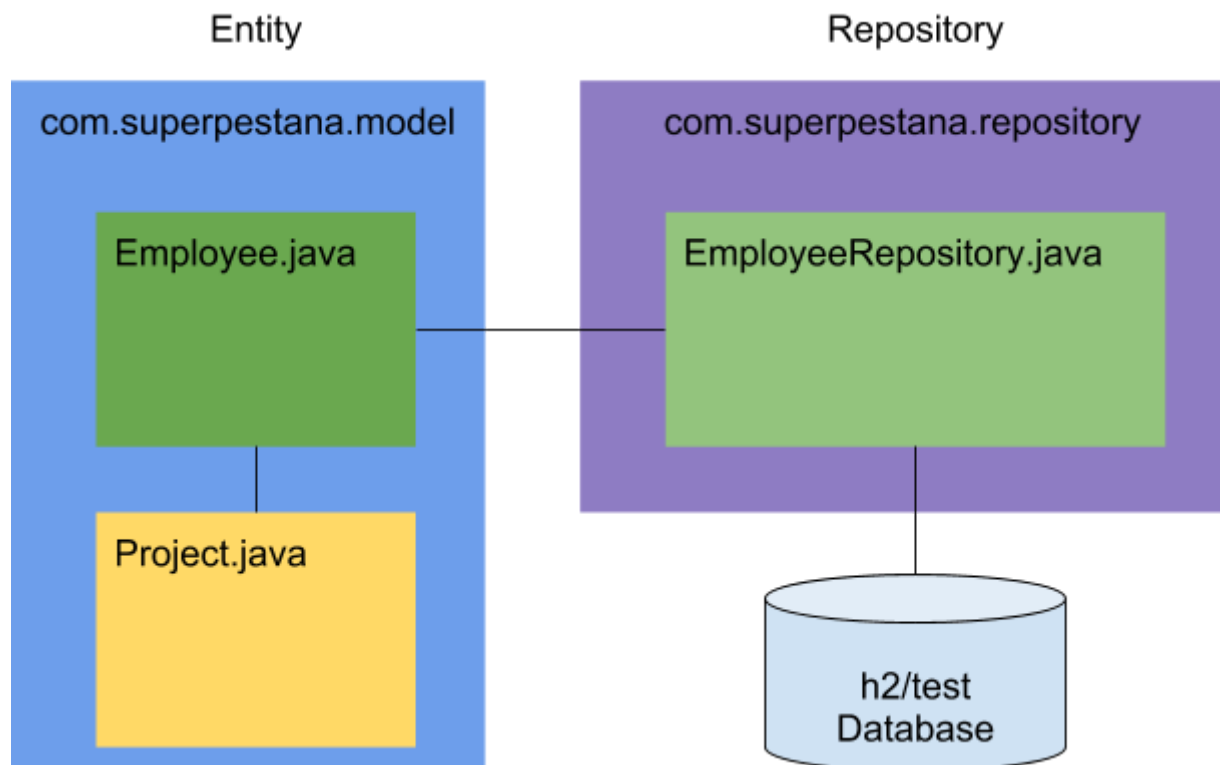 Entity
Repository
com.superpestana.model
com.superpestana.repository
Employee.java
EmployeeRepository.java
Project.java
h2/test
Database